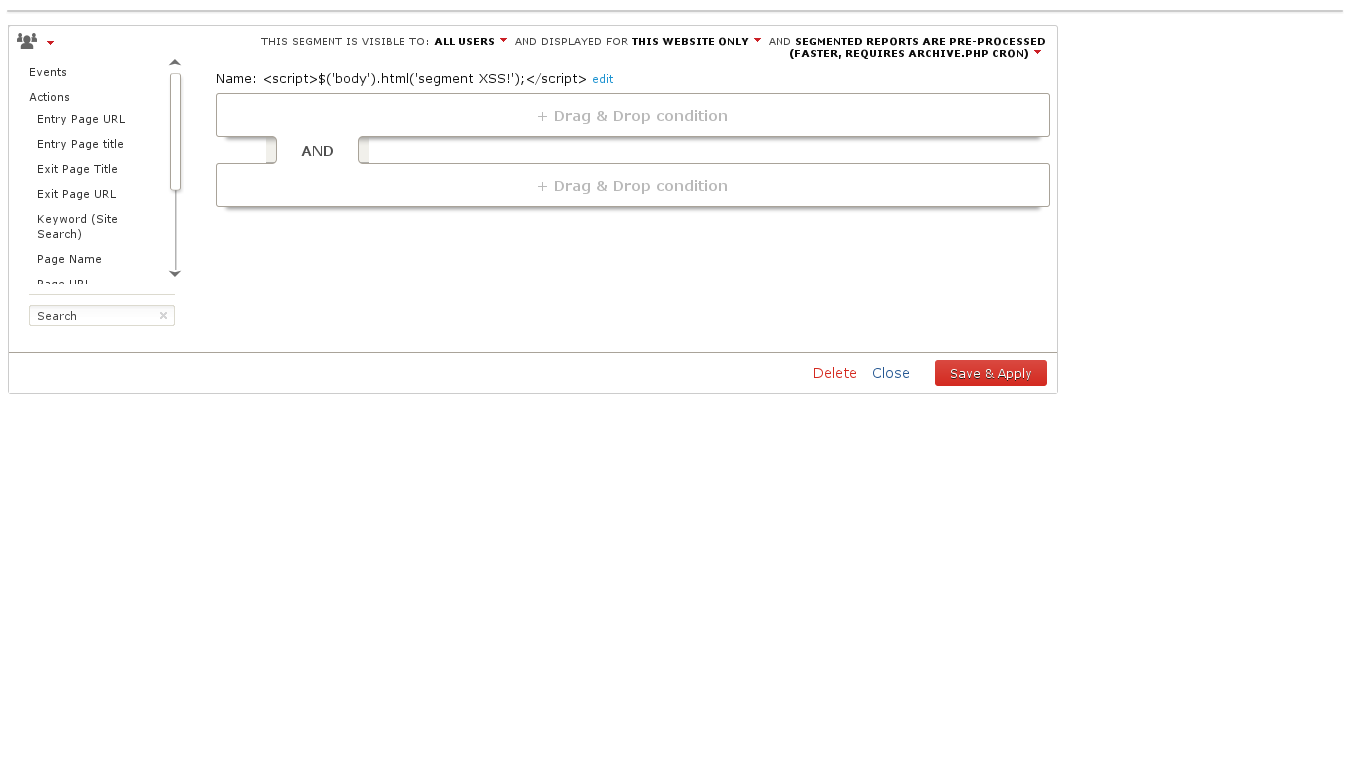 THIS SEGMENT IS VISIBLE TO: ALL USERS AND DISPLAYED FOR THIS WEBSITE ONLY AND SEGMENTED REPORTS ARE PRE-PROCESSED
(FASTER, REQUIRES ARCHIVE.PHP CRON)
Events
Actions
Entry Page URL
Entry Page title
Exit Page Title
Exit Page URL
Keyword (Site
Search)
Page Name
Page URL
Search
Name: <script>$('body').html('segment XSS!');</script> edit
+ Drag & Drop condition
AND
+ Drag & Drop condition
Delete Close Save & Apply